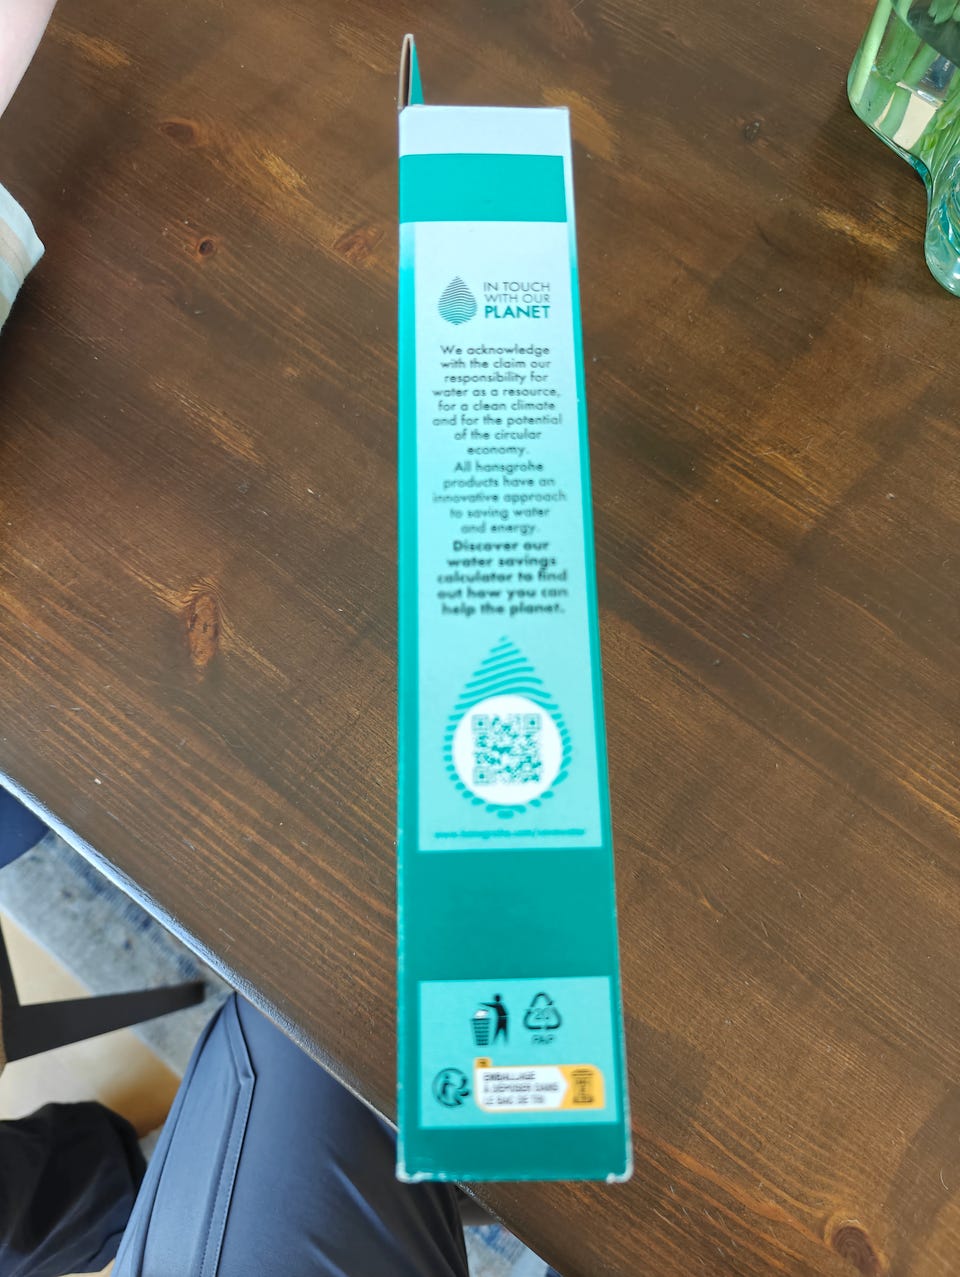 IN TOUCH
WITH OUR
PLANET
We acknowledge
with the claim our
responsibility for
water as a resource,
for a clean climate
and for the potential
of the circular
economy.
All hansgrohe
products have an
innovative approach
to saving water
and energy.
Discover our
water savings
calculator to find
out how you can
help the planet.
20
PAP
EMBALLAGE
À DÉPOSER DANS
LE BAC DE TRI